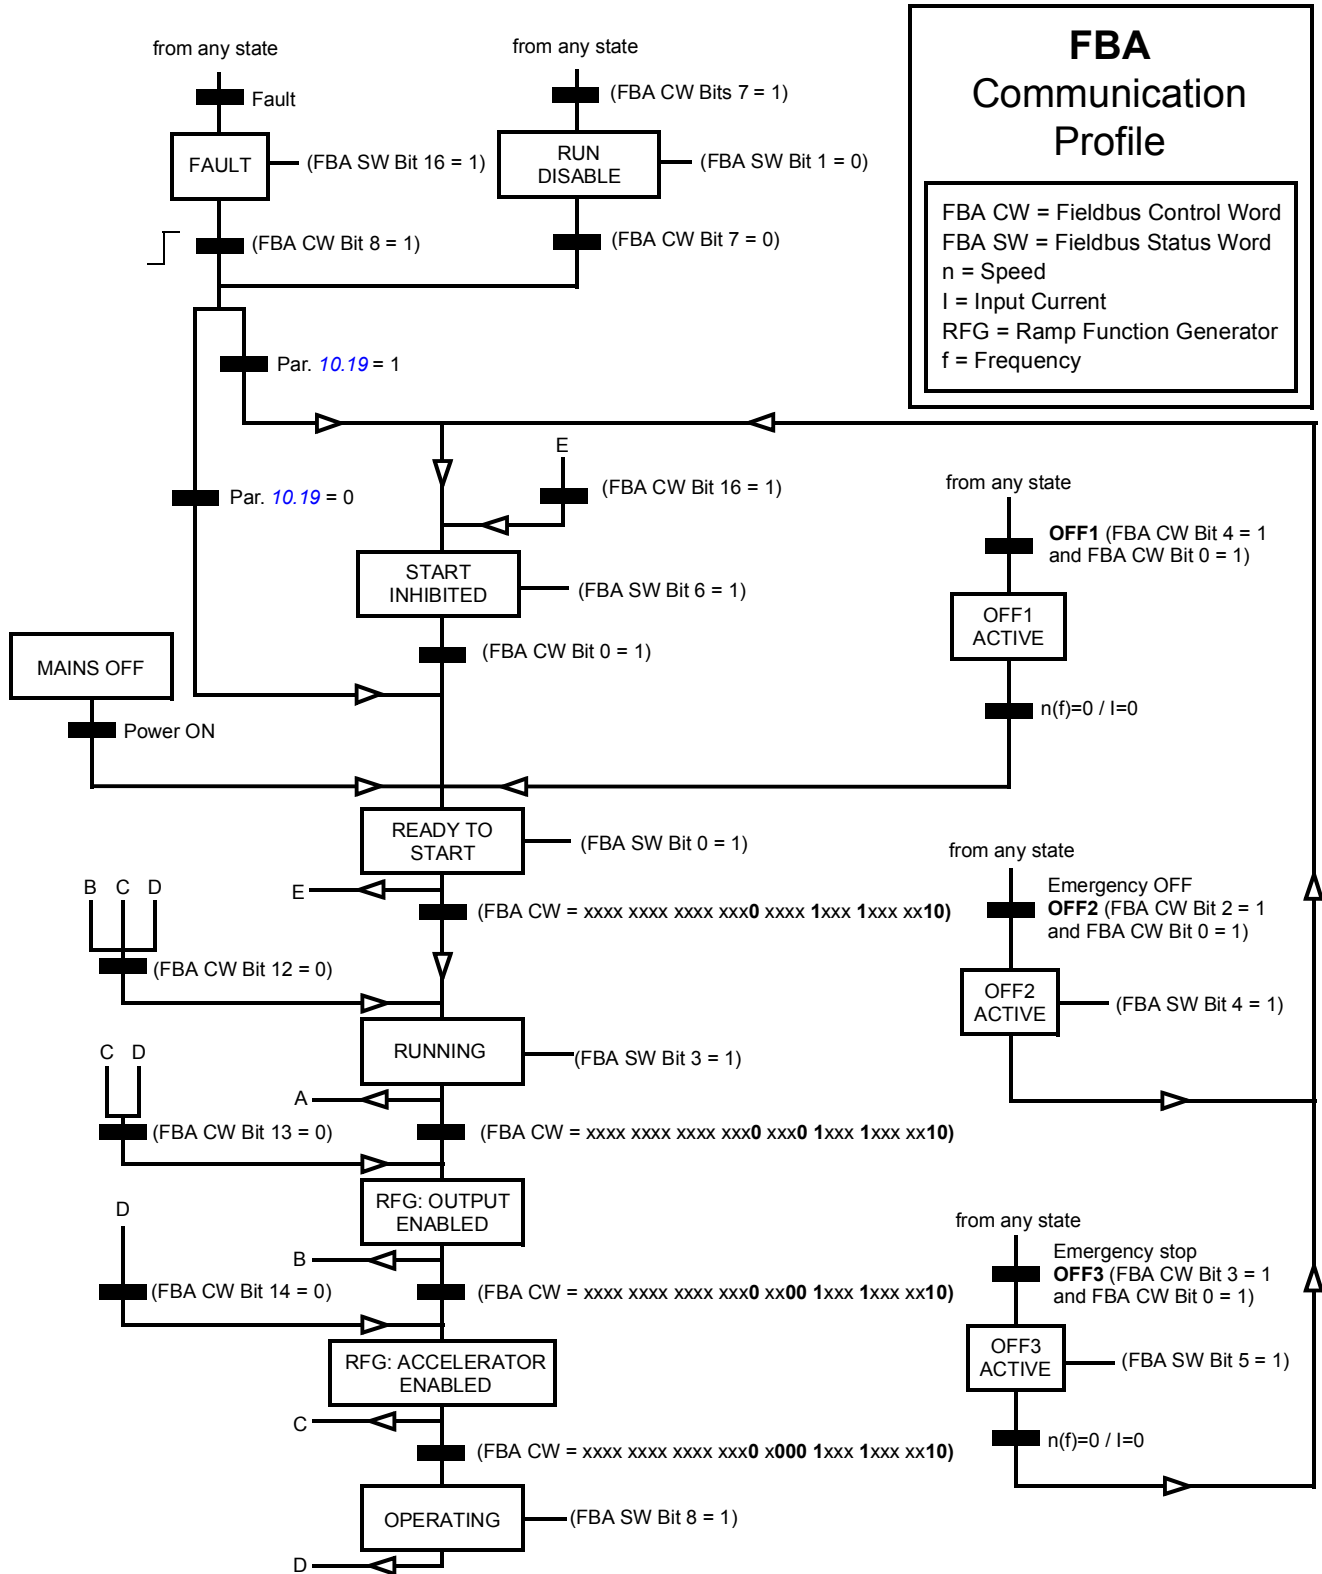 from any state
Fault
FAULT
(FBA SW Bit 16 = 1)
(FBA CW Bit 8 = 1)
from any state
(FBA CW Bits 7 = 1)
RUN
DISABLE
(FBA SW Bit 1 = 0)
(FBA CW Bit 7 = 0)
FBA
Communication
Profile
FBA CW = Fieldbus Control Word
FBA SW = Fieldbus Status Word
n = Speed
I = Input Current
RFG = Ramp Function Generator
f = Frequency
Par. 10.19 = 1
Par. 10.19 = 0
E
(FBA CW Bit 16 = 1)
START
INHIBITED
(FBA SW Bit 6 = 1)
(FBA CW Bit 0 = 1)
from any state
OFF1 (FBA CW Bit 4 = 1
and FBA CW Bit 0 = 1)
OFF1
ACTIVE
n(f)=0 / I=0
MAINS OFF
Power ON
READY TO
START
(FBA SW Bit 0 = 1)
E
(FBA CW = xxxx xxxx xxxx xxx0 xxxx 1xxx 1xxx xx10)
B C D
(FBA CW Bit 12 = 0)
RUNNING
(FBA SW Bit 3 = 1)
from any state
Emergency OFF
OFF2 (FBA CW Bit 2 = 1
and FBA CW Bit 0 = 1)
OFF2
ACTIVE
(FBA SW Bit 4 = 1)
A
C D
(FBA CW Bit 13 = 0)
(FBA CW = xxxx xxxx xxxx xxx0 xxx0 1xxx 1xxx xx10)
RFG: OUTPUT
ENABLED
B
D
(FBA CW Bit 14 = 0)
(FBA CW = xxxx xxxx xxxx xxx0 xx00 1xxx 1xxx xx10)
RFG: ACCELERATOR
ENABLED
from any state
Emergency stop
OFF3 (FBA CW Bit 3 = 1
and FBA CW Bit 0 = 1)
OFF3
ACTIVE
(FBA SW Bit 5 = 1)
n(f)=0 / I=0
C
(FBA CW = xxxx xxxx xxxx xxx0 x000 1xxx 1xxx xx10)
OPERATING
(FBA SW Bit 8 = 1)
D